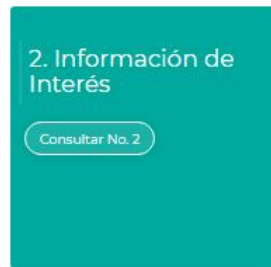 2. Información de
Interés
Consultar No. 2